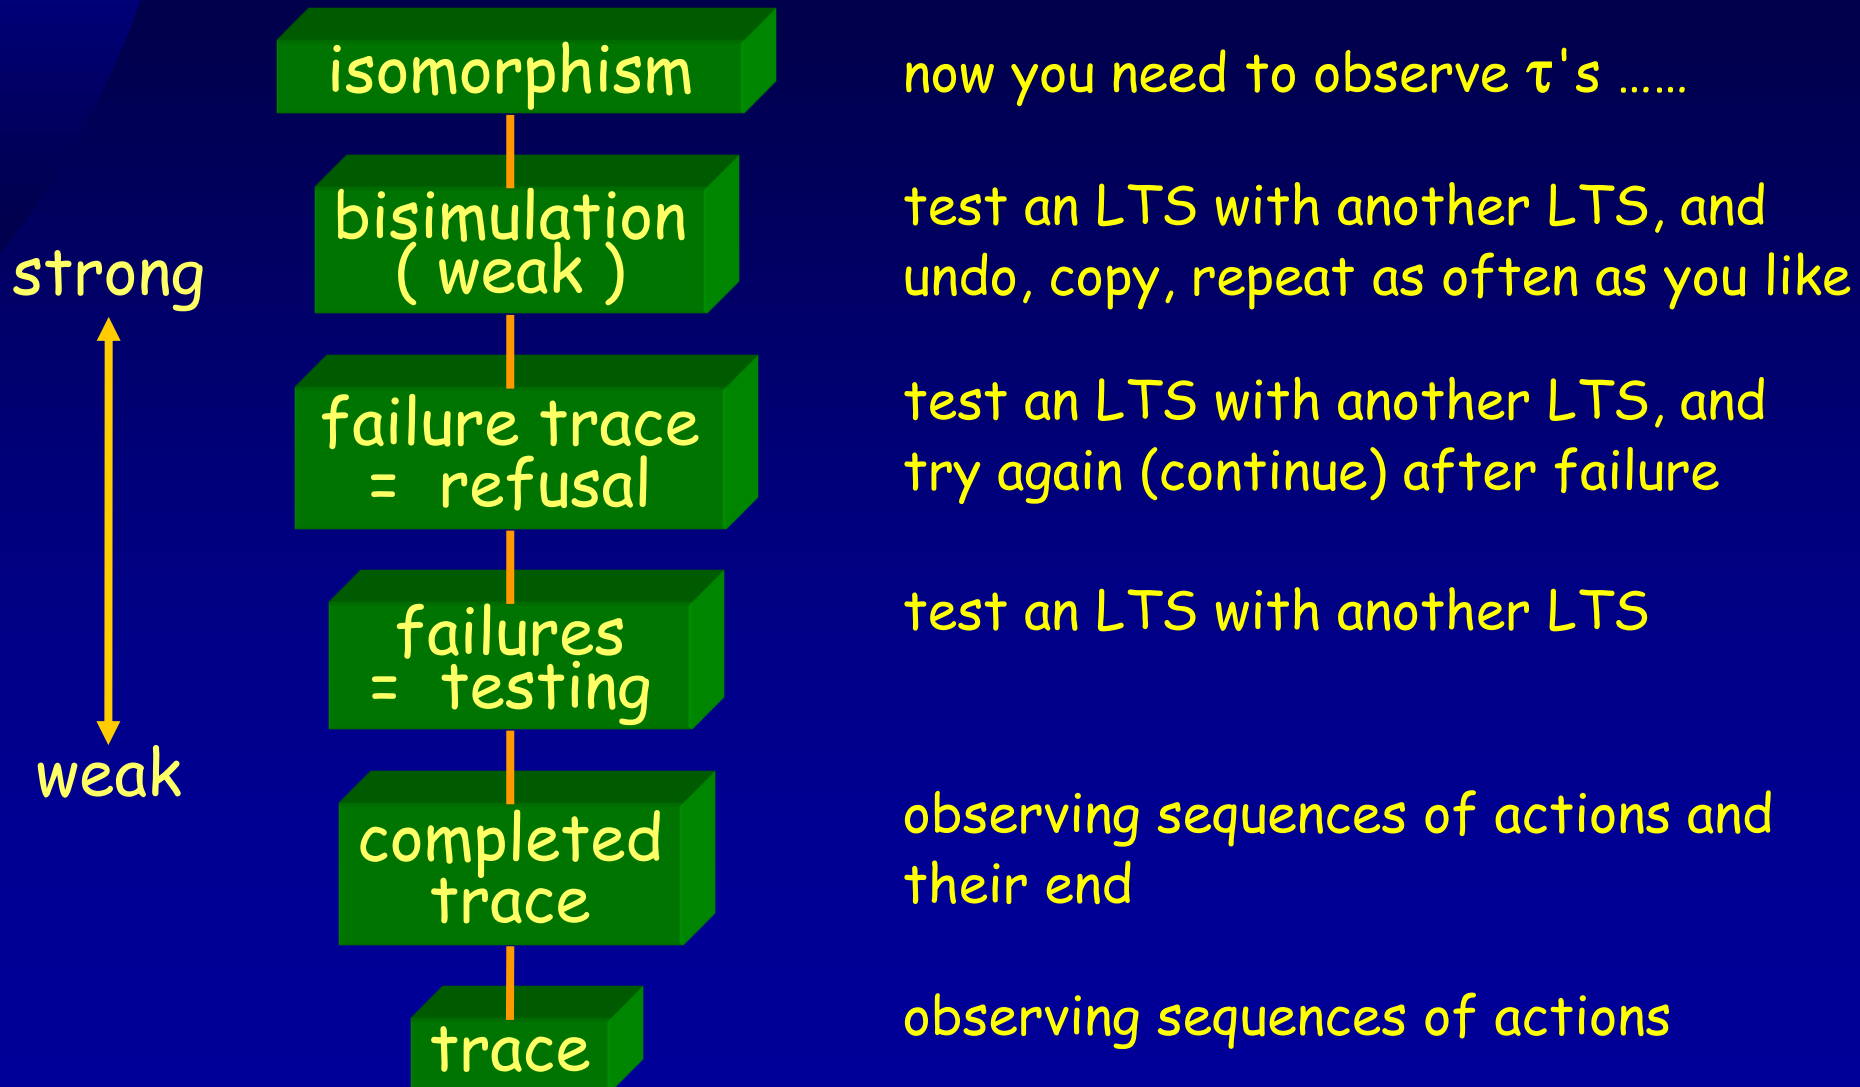 isomorphism
now you need to observe τ's ......
bisimulation
( weak )
test an LTS with another LTS, and
undo, copy, repeat as often as you like
strong
failure trace
= refusal
test an LTS with another LTS, and
try again (continue) after failure
failures
= testing
test an LTS with another LTS
weak
completed
trace
observing sequences of actions and
their end
trace
observing sequences of actions